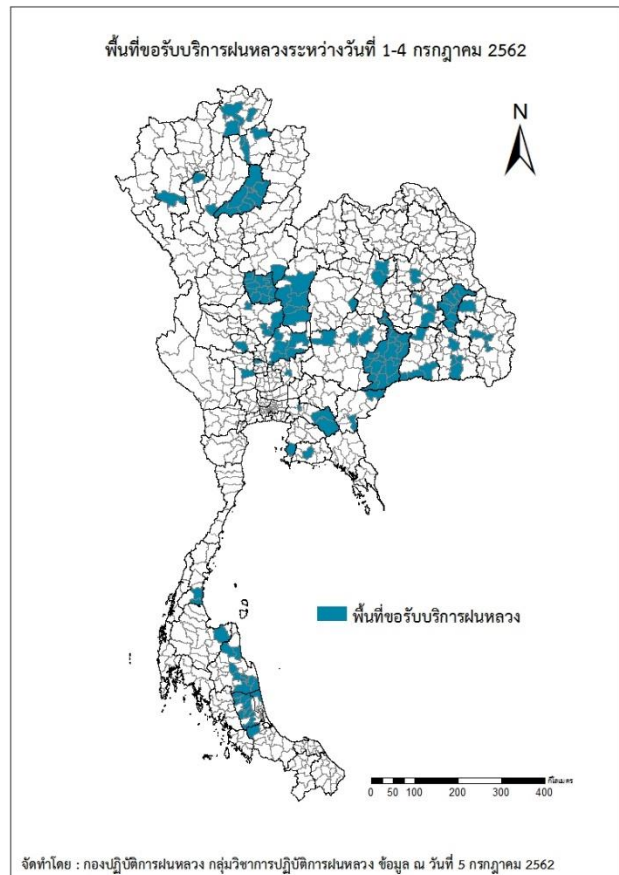 พื้นที่ขอรับบริการฝนหลวงระหว่างวันที่ 1-4 กรกฎาคม 2562
N
พื้นที่ขอรับบริการฝนหลวง
กิโลเมตร
0 50 100 200 300 400
จัดทำโดย : กองปฏิบัติการฝนหลวง กลุ่มวิชาการปฏิบัติการฝนหลวง ข้อมูล ณ วันที่ 5 กรกฎาคม 2562